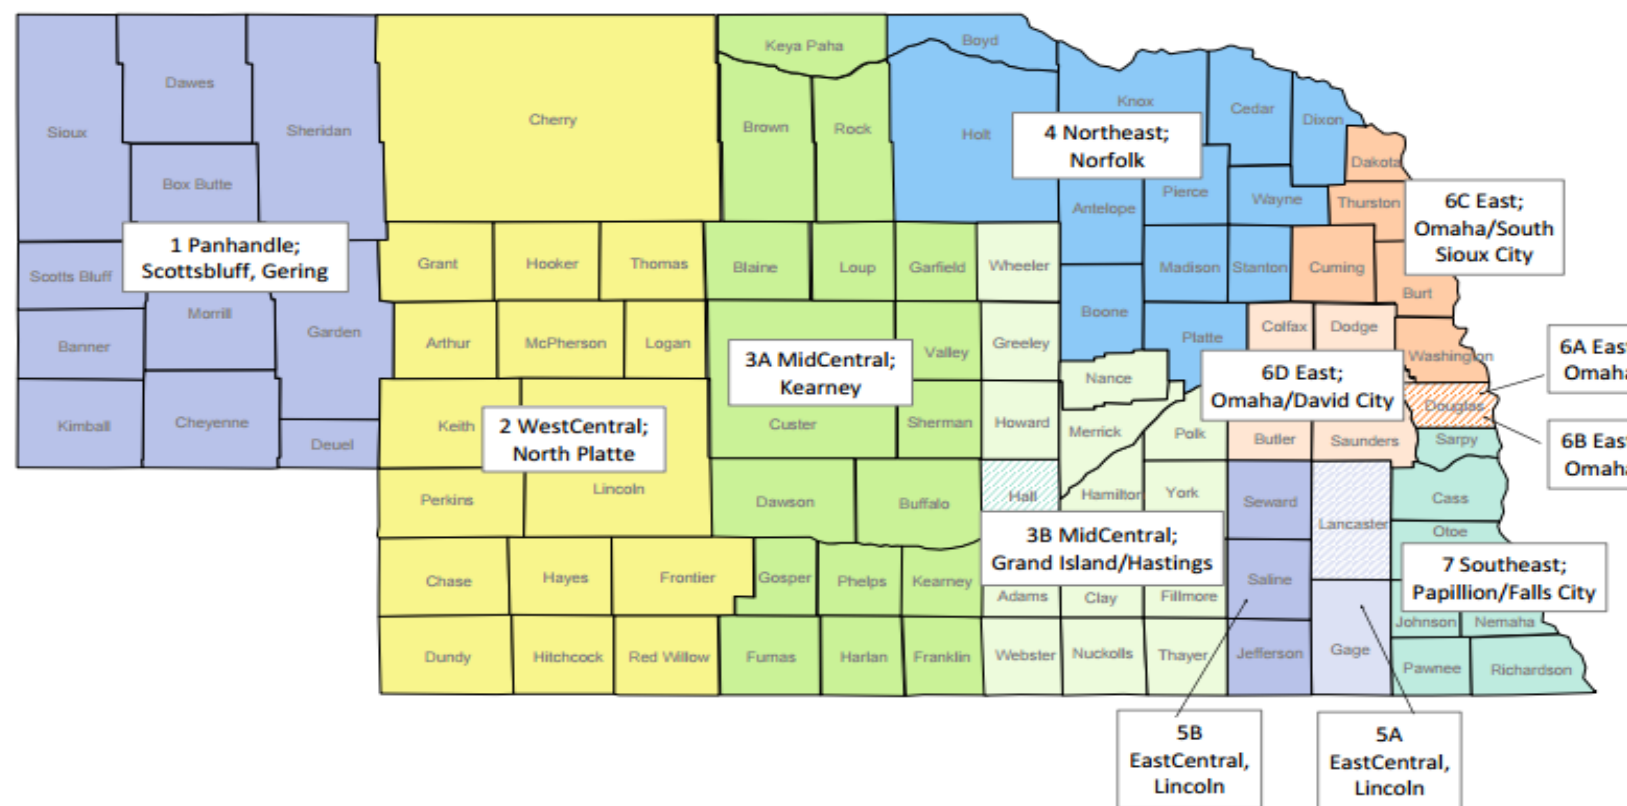 Keya Paha
Boyd
Dawes
Knox
Cedar
Sioux
Sheridan
Cherry
Brown
Rock
Holt
4 Northeast;
Norfolk
Dixon
Dakota
Box Butte
Pierce
Wayne
Thurston
6C East;
Omaha/South
Sioux City
Antelope
1 Panhandle;
Scottsbluff, Gering
Scotts Bluff
Grant
Hooker
Thomas
Blaine
Loup
Garfield
Wheeler
Madison
Stanton
Cuming
Burt
Morrill
Garden
Banner
Arthur
McPherson
Logan
3A MidCentral;
Kearney
Valley
Greeley
Boone
Platte
Colfax
Dodge
Washington
6A East
Omaha
Nance
6D East;
Omaha/David City
Douglas
Kimball
Cheyenne
Deuel
Keith
2 WestCentral;
North Platte
Custer
Sherman
Howard
Merrick
Polk
Butler
Saunders
Sarpy
6B East
Omaha
Perkins
Lincoln
Dawson
Buffalo
Hall
Hamilton
York
Seward
Lancaster
Cass
Otoe
3B MidCentral;
Grand Island/Hastings
7 Southeast;
Papillion/Falls City
Chase
Hayes
Frontier
Gosper
Phelps
Kearney
Adams
Clay
Fillmore
Saline
Johnson
Nemaha
Dundy
Hitchcock
Red Willow
Furnas
Harlan
Franklin
Webster
Nuckolls
Thayer
Jefferson
Gage
Pawnee
Richardson
5B
EastCentral,
Lincoln
5A
EastCentral,
Lincoln